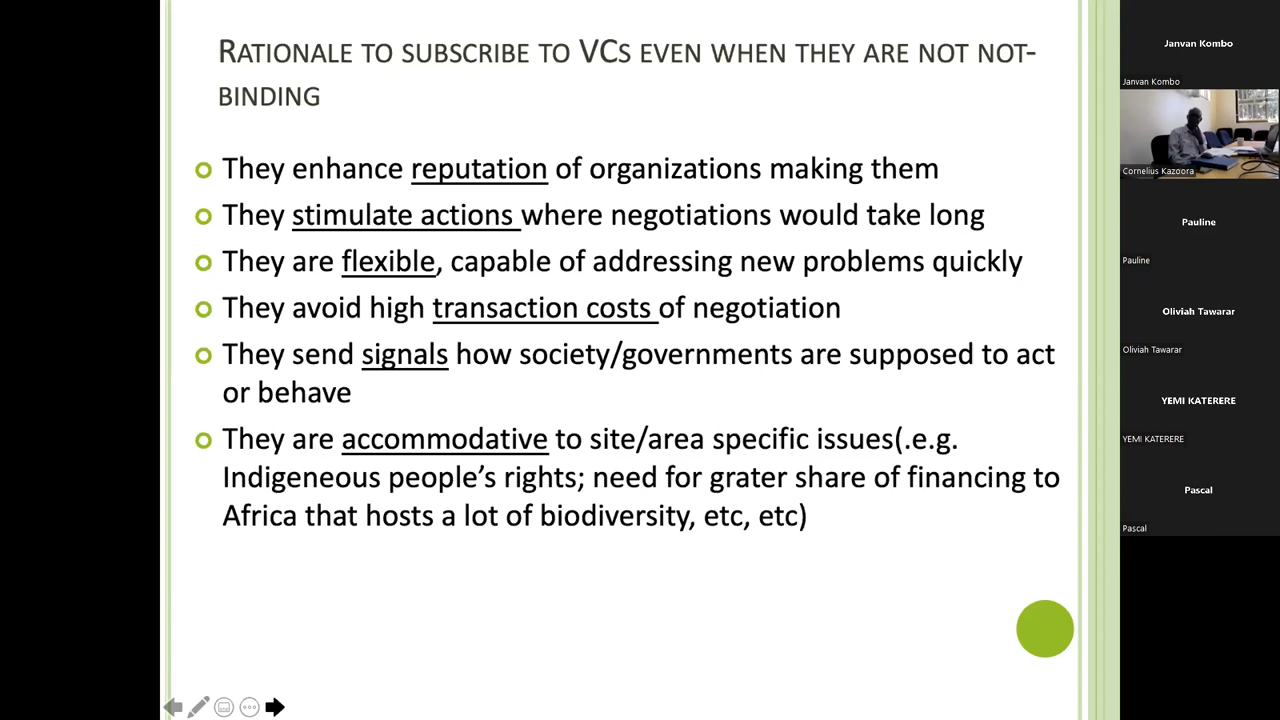 RATIONALE TO SUBSCRIBE TO VCS EVEN WHEN THEY ARE NOT NOT-
BINDING
They enhance reputation of organizations making them
They stimulate actions where negotiations would take long
They are flexible, capable of addressing new problems quickly
They avoid high transaction costs of negotiation
They send signals how society/governments are supposed to act
or behave
They are accommodative to site/area specific issues(.e.g.
Indigeneous people's rights; need for grater share of financing to
Africa that hosts a lot of biodiversity, etc, etc)
Janvan Kombo
Janvan Kombo
Cornelius Kazoora
Pauline
Pauline
Oliviah Tawarar
Oliviah Tawarar
YEMI KATERERE
YEMI KATERERE
Pascal
Pascal